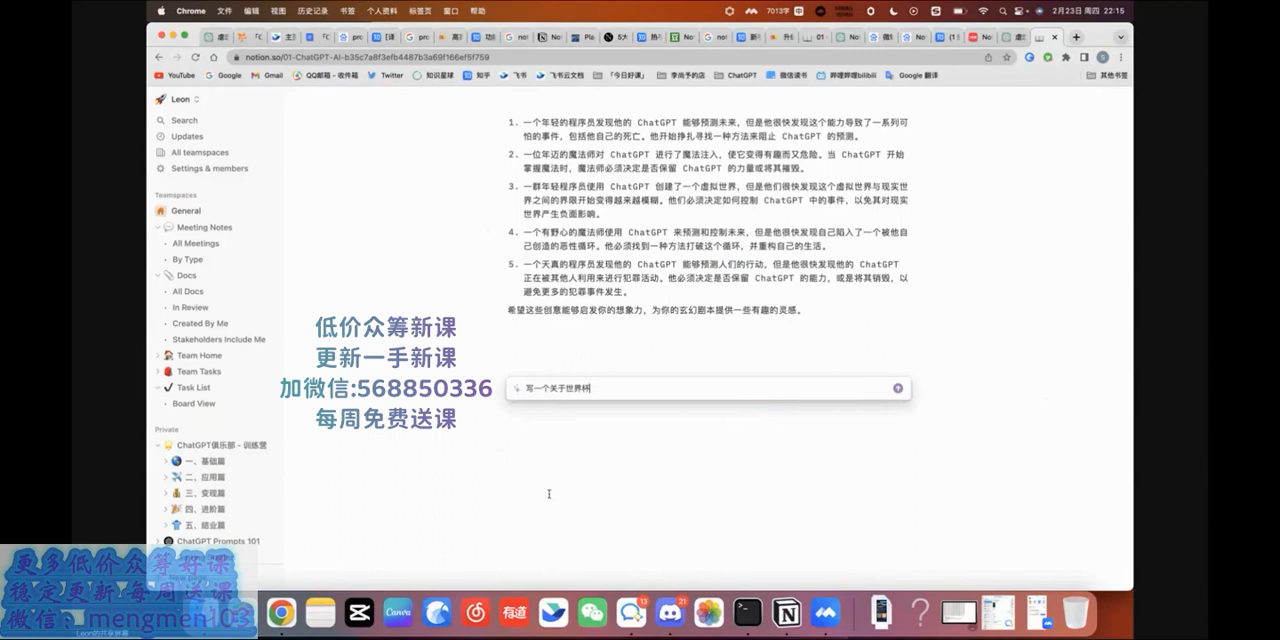 Chrome 文件 编辑 视图 历史记录 书签 个人资料 标签页 窗口 帮助 7013字 2月23日 周四 22:15
notion.so/01-ChatGPT-AI-b35c7a8f3efb4487b3a69f166ef5f759
YouTube Google Gmail QQ邮箱 - 收件箱 Twitter 知识星球 知乎 飞书 飞书云文档 「今日好课」 李尚予的店 ChatGPT 微信读书 哔哩哔哩bilibili Google 翻译 其他书签
Leon
Search
Updates
All teamspaces
Settings & members
Teamspaces
General
Meeting Notes
All Meetings
By Type
Docs
All Docs
In Review
Created By Me
Stakeholders Include Me
Team Home
Team Tasks
Task List
Board View
Private
ChatGPT俱乐部 - 训练营
一、基础篇
二、应用篇
三、变现篇
四、进阶篇
五、结业篇
ChatGPT Prompts 101
1. 一个年轻的程序员发现他的 ChatGPT 能够预测未来，但是他很快发现这个能力导致了一系列可
怕的事件，包括他自己的死亡。他开始挣扎寻找一种方法来阻止 ChatGPT 的预测。
2. 一位年迈的魔法师对 ChatGPT 进行了魔法注入，使它变得有趣而又危险。当 ChatGPT 开始
掌握魔法时，魔法师必须决定是否保留 ChatGPT 的力量或将其摧毁。
3. 一群年轻程序员使用 ChatGPT 创建了一个虚拟世界，但是他们很快发现这个虚拟世界与现实世
界之间的界限开始变得越来越模糊。他们必须决定如何控制 ChatGPT 中的事件，以免其对现实
世界产生负面影响。
4. 一个有野心的魔法师使用 ChatGPT 来预测和控制未来，但是他很快发现自己陷入了一个被他自
己创造的恶性循环。他必须找到一种方法打破这个循环，并重构自己的生活。
5. 一个天真的程序员发现他的 ChatGPT 能够预测人们的行动，但是他很快发现他的 ChatGPT
正在被其他人利用来进行犯罪活动。他必须决定是否保留 ChatGPT 的能力，或是将其销毁，以
避免更多的犯罪事件发生。
希望这些创意能够启发你的想象力，为你的玄幻剧本提供一些有趣的灵感。
写一个关于世界杯
低价众筹新课
更新一手新课
加微信:568850336
每周免费送课
更多低价众筹好课
稳定更新 每周送课
微信：mengmen103
Leon的共享屏幕
Canva
有道
13
21